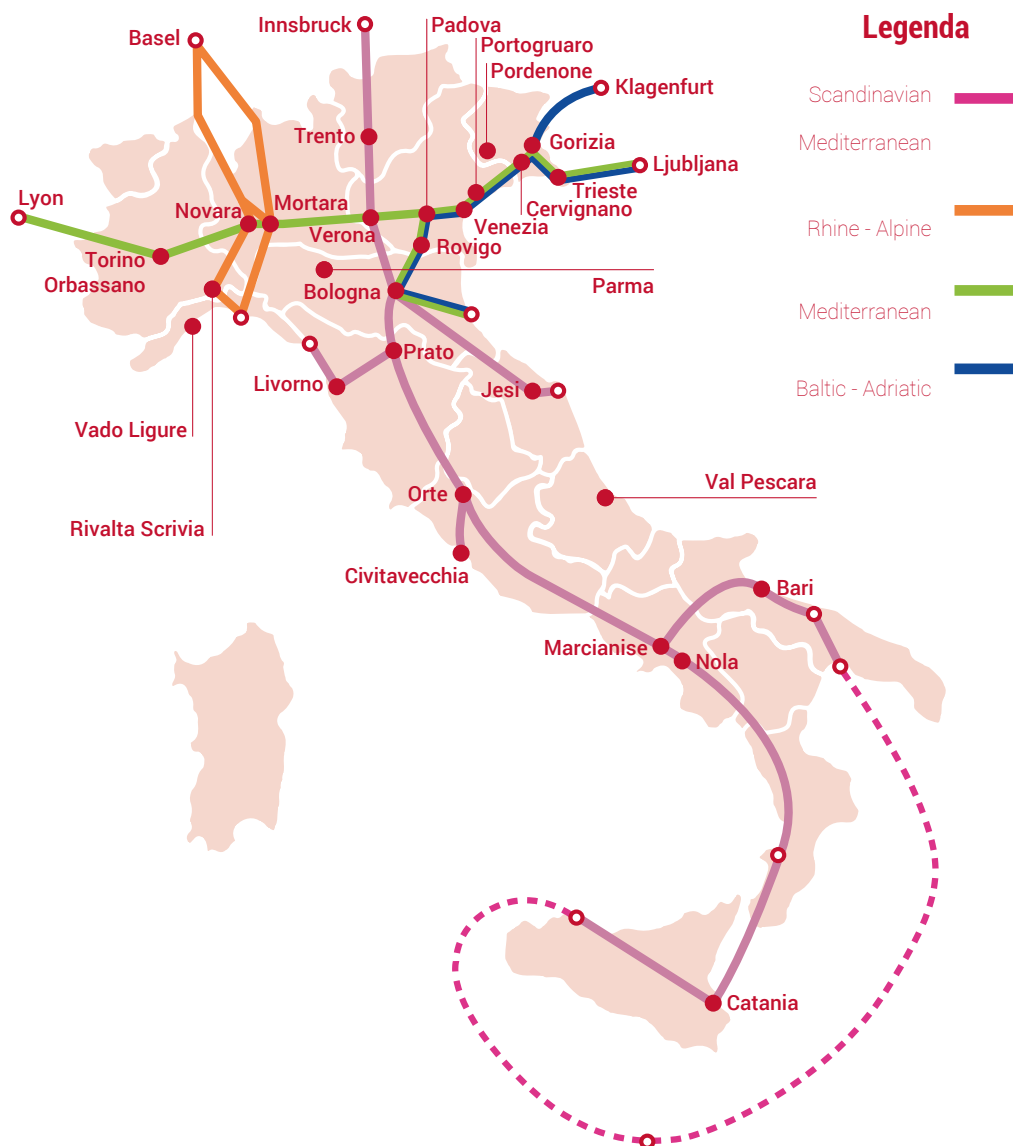 Legenda
Innsbruck
Padova
Basel
Portogruaro
Pordenone
Klagenfurt
Scandinavian
Mediterranean
Trento
Gorizia
Ljubljana
Trieste
Cervignano
Lyon
Novara
Mortara
Verona
Venezia
Rovigo
Rhine - Alpine
Torino
Orbassano
Bologna
Parma
Mediterranean
Prato
Livorno
Jesi
Baltic - Adriatic
Vado Ligure
Val Pescara
Orte
Rivalta Scrivia
Civitavecchia
Bari
Marcianise
Nola
Catania